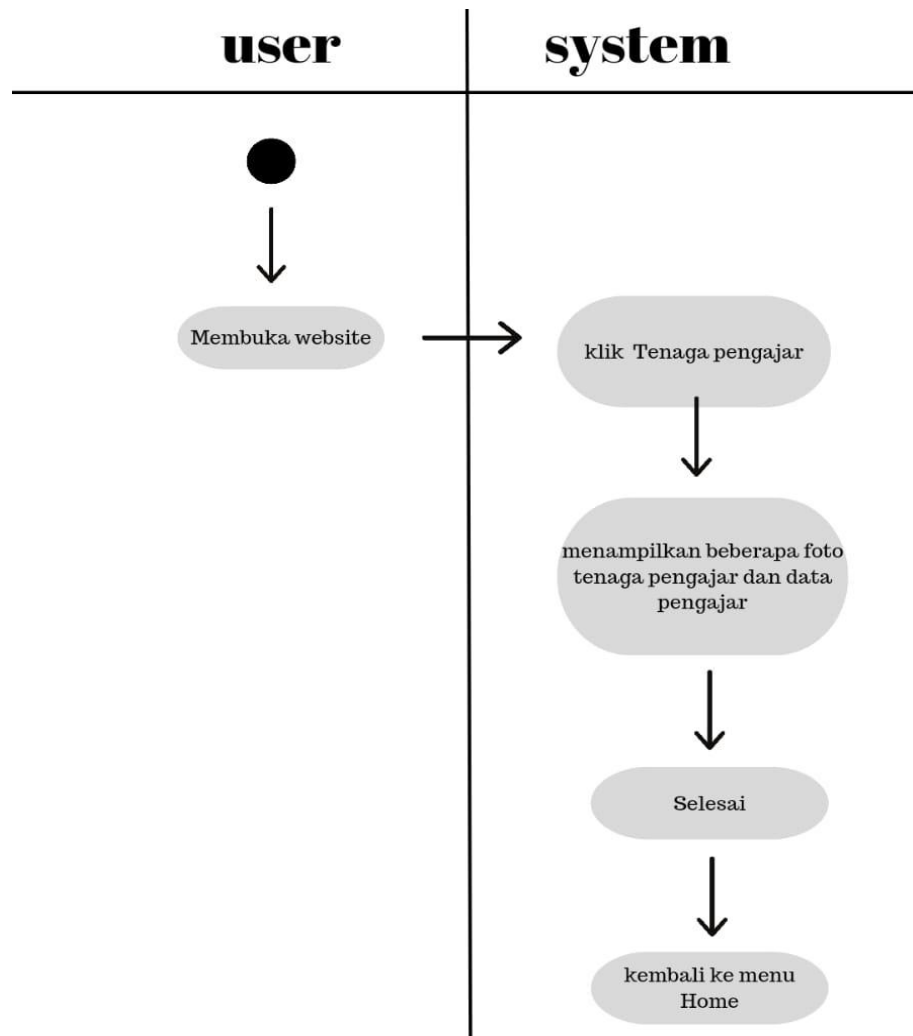 user
system
Membuka website
klik Tenaga pengajar
menampilkan beberapa foto
tenaga pengajar dan data
pengajar
Selesai
kembali ke menu
Home